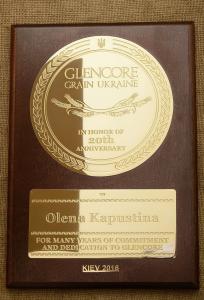 GLENCORE
GRAIN UKRAINE
IN HONOR OF
20th
ANNIVERSARY
Olena Kapustina
FOR MANY YEARS OF COMMITMENT
AND DEDICATION TO GLENCORE
KIEV 2018